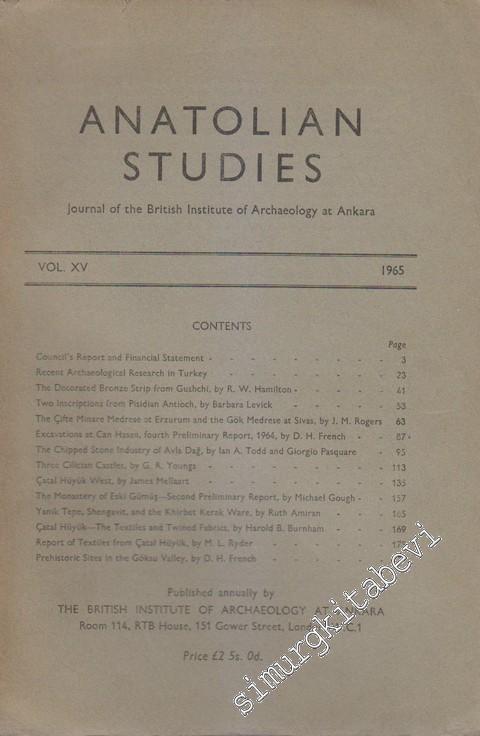 ANATOLIAN
STUDIES
Journal of the British Institute of Archaeology at Ankara
VOL. XV 1965
CONTENTS
Page
Council's Report and Financial Statement - - - - - - - - - - 3
Recent Archaeological Research in Turkey - - - - - - - - - 23
The Decorated Bronze Strip from Gushchi, by R. W. Hamilton - - - - - - 41
Two Inscriptions from Pisidian Antioch, by Barbara Levick - - - - - - 53
The Çifte Minare Medrese at Erzurum and the Gök Medrese at Sivas, by J. M. Rogers 63
Excavations at Can Hasan, fourth Preliminary Report, 1964, by D. H. French - - 87
The Chipped Stone Industry of Avla Dağ, by Ian A. Todd and Giorgio Pasquare - 95
Three Cilician Castles, by G. R. Youngs - - - - - - - - 113
Çatal Hüyük West, by James Mellaart - - - - - - - - 135
The Monastery of Eski Gümüş—Second Preliminary Report, by Michael Gough - - 157
Yanik Tepe, Shengavit, and the Khirbet Kerak Ware, by Ruth Amiran - - - 165
Çatal Hüyük—The Textiles and Twined Fabrics, by Harold B. Burnham - - - 169
Report of Textiles from Çatal Hüyük, by M. L. Ryder - - - - - -
Prehistoric Sites in the Göksu Valley, by D. H. French - - - - -
Published annually by
THE BRITISH INSTITUTE OF ARCHAEOLOGY AT ANKARA
Room 114, RTB House, 151 Gower Street, London W.C.1
Price £2 5s. 0d.
simurgkitabevi